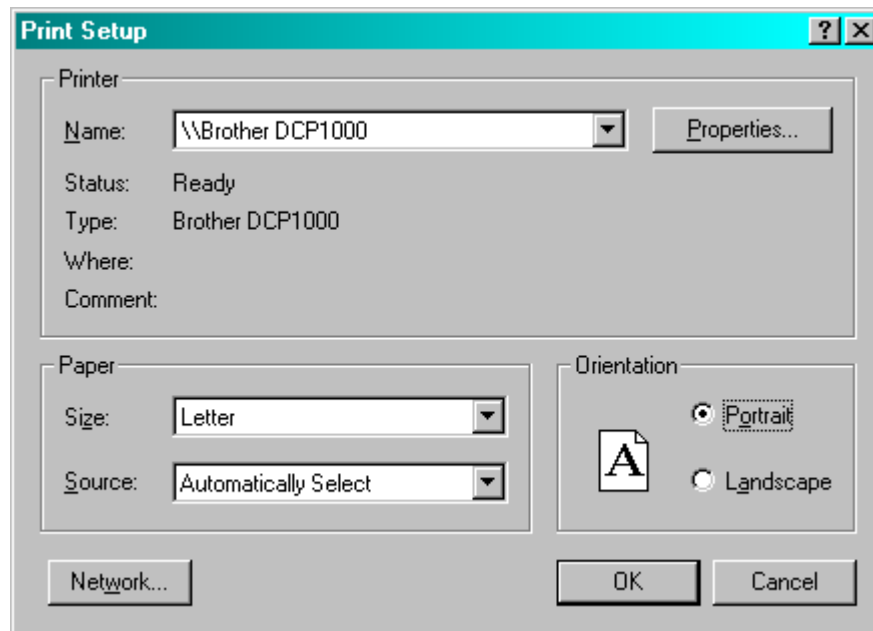 Print Setup
Printer
Name: \\Brother DCP1000 Properties...
Status: Ready
Type: Brother DCP1000
Where:
Comment:
Paper
Size: Letter
Source: Automatically Select
Orientation
A
Portrait
Landscape
Network... OK Cancel